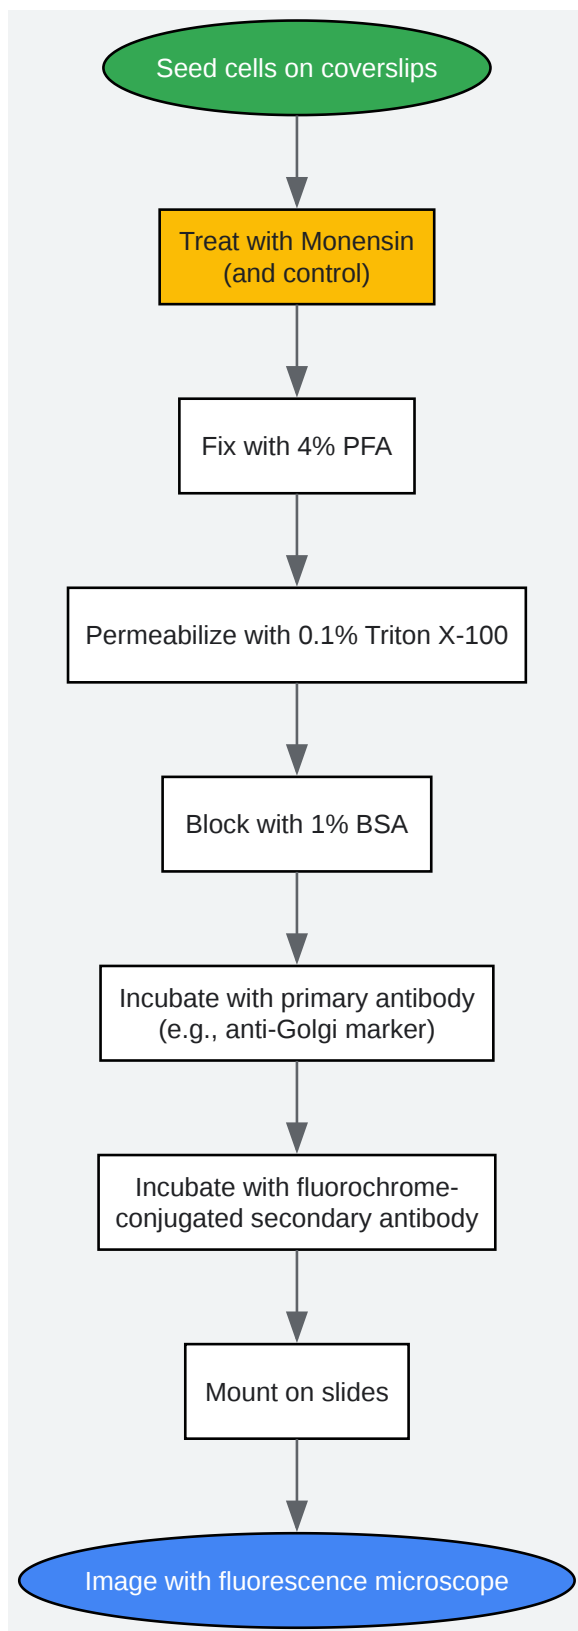 Seed cells on coverslips
Treat with Monensin
(and control)
Fix with 4% PFA
Permeabilize with 0.1% Triton X-100
Block with 1% BSA
Incubate with primary antibody
(e.g., anti-Golgi marker)
Incubate with fluorochrome-
conjugated secondary antibody
Mount on slides
Image with fluorescence microscope